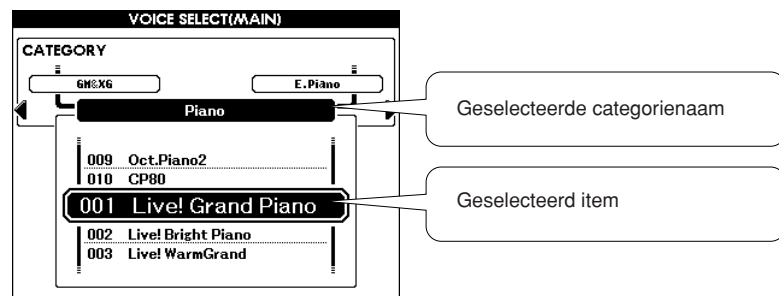 VOICE SELECT(MAIN)
CATEGORY
GM&XG
E.Piano
Piano
Geselecteerde categorienaam
009 Oct.Piano2
010 CP80
001 Live! Grand Piano
Geselecteerd item
002 Live! Bright Piano
003 Live! WarmGrand